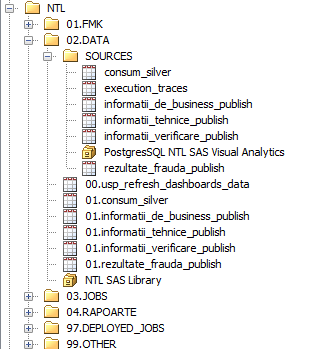 NTL
01.FMK
02.DATA
SOURCES
consum_silver
execution_traces
informatii_de_business_publish
informatii_tehnice_publish
informatii_verificare_publish
PostgresSQL NTL SAS Visual Analytics
rezultate_frauda_publish
00.usp_refresh_dashboards_data
01.consum_silver
01.informatii_de_business_publish
01.informatii_tehnice_publish
01.informatii_verificare_publish
01.rezultate_frauda_publish
NTL SAS Library
03.JOBS
04.RAPOARTE
97.DEPLOYED_JOBS
99.OTHER